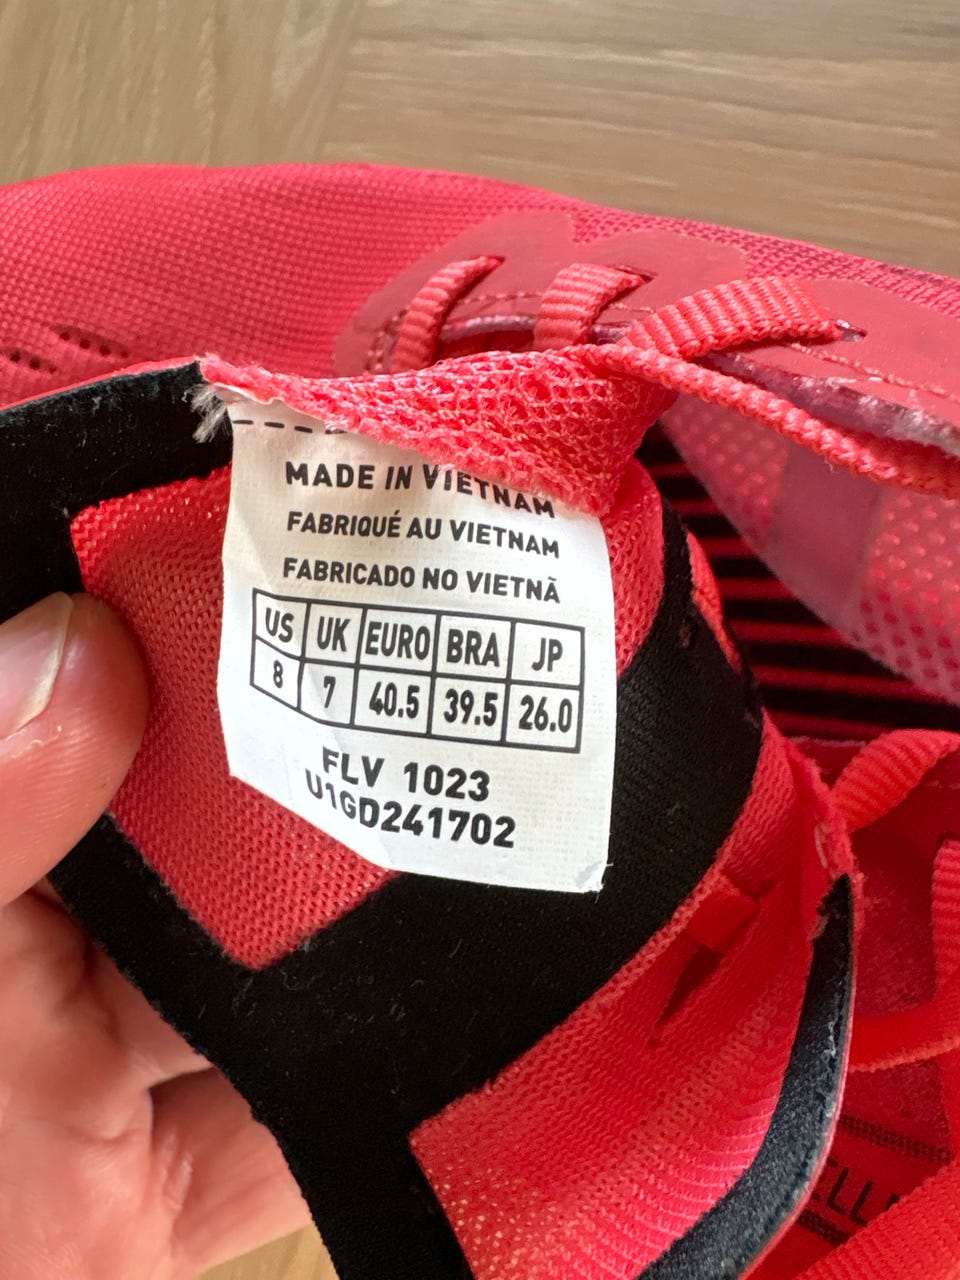 MADE IN VIETNAM
FABRIQUÉ AU VIETNAM
FABRICADO NO VIETNÃ
US UK EURO BRA JP
8 7 40.5 39.5 26.0
FLV 1023
U1GD241702